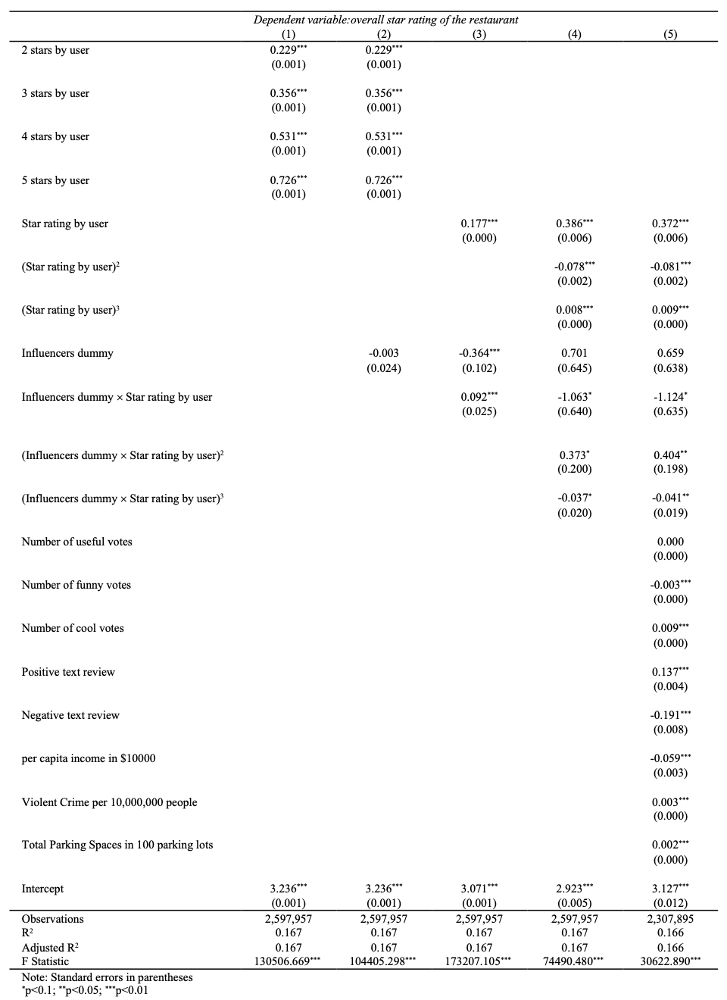 Dependent variable:overall star rating of the restaurant
(1) (2) (3) (4) (5)
2 stars by user 0.229*** 0.229***
(0.001) (0.001)
3 stars by user 0.356*** 0.356***
(0.001) (0.001)
4 stars by user 0.531*** 0.531***
(0.001) (0.001)
5 stars by user 0.726*** 0.726***
(0.001) (0.001)
Star rating by user 0.177*** 0.386*** 0.372***
(0.000) (0.006) (0.006)
(Star rating by user)² -0.078*** -0.081***
(0.002) (0.002)
(Star rating by user)³ 0.008*** 0.009***
(0.000) (0.000)
Influencers dummy -0.003 -0.364*** 0.701 0.659
(0.024) (0.102) (0.645) (0.638)
Influencers dummy × Star rating by user 0.092*** -1.063* -1.124*
(0.025) (0.640) (0.635)
(Influencers dummy × Star rating by user)² 0.373* 0.404**
(0.200) (0.198)
(Influencers dummy × Star rating by user)³ -0.037* -0.041**
(0.020) (0.019)
Number of useful votes 0.000
(0.000)
Number of funny votes -0.003***
(0.000)
Number of cool votes 0.009***
(0.000)
Positive text review 0.137***
(0.004)
Negative text review -0.191***
(0.008)
per capita income in $10000 -0.059***
(0.003)
Violent Crime per 10,000,000 people 0.003***
(0.000)
Total Parking Spaces in 100 parking lots 0.002***
(0.000)
Intercept 3.236*** 3.236*** 3.071*** 2.923*** 3.127***
(0.001) (0.001) (0.001) (0.005) (0.012)
Observations 2,597,957 2,597,957 2,597,957 2,597,957 2,307,895
R² 0.167 0.167 0.167 0.167 0.166
Adjusted R² 0.167 0.167 0.167 0.167 0.166
F Statistic 130506.669*** 104405.298*** 173207.105*** 74490.480*** 30622.890***
Note: Standard errors in parentheses
*p<0.1; **p<0.05; ***p<0.01